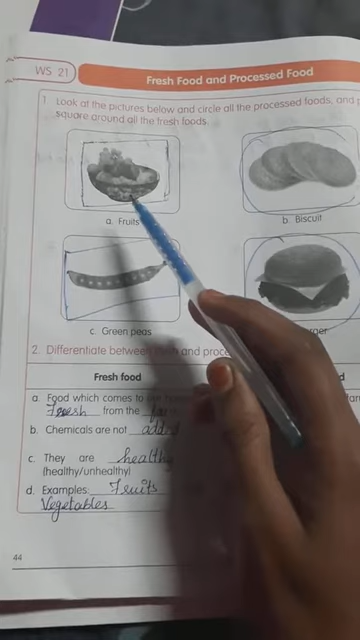 WS 21
Fresh Food and Processed Food
1 Look at the pictures below and circle all the processed foods, and
square around all the fresh foods.
a. Fruits
b. Biscuit
c. Green peas
2. Differentiate between and
Fresh food
a. Food which comes to
Fresh from the
b. Chemicals are not added
c. They are healthy
(healthy/unhealthy)
d. Examples: Fruits
Vegetables
44